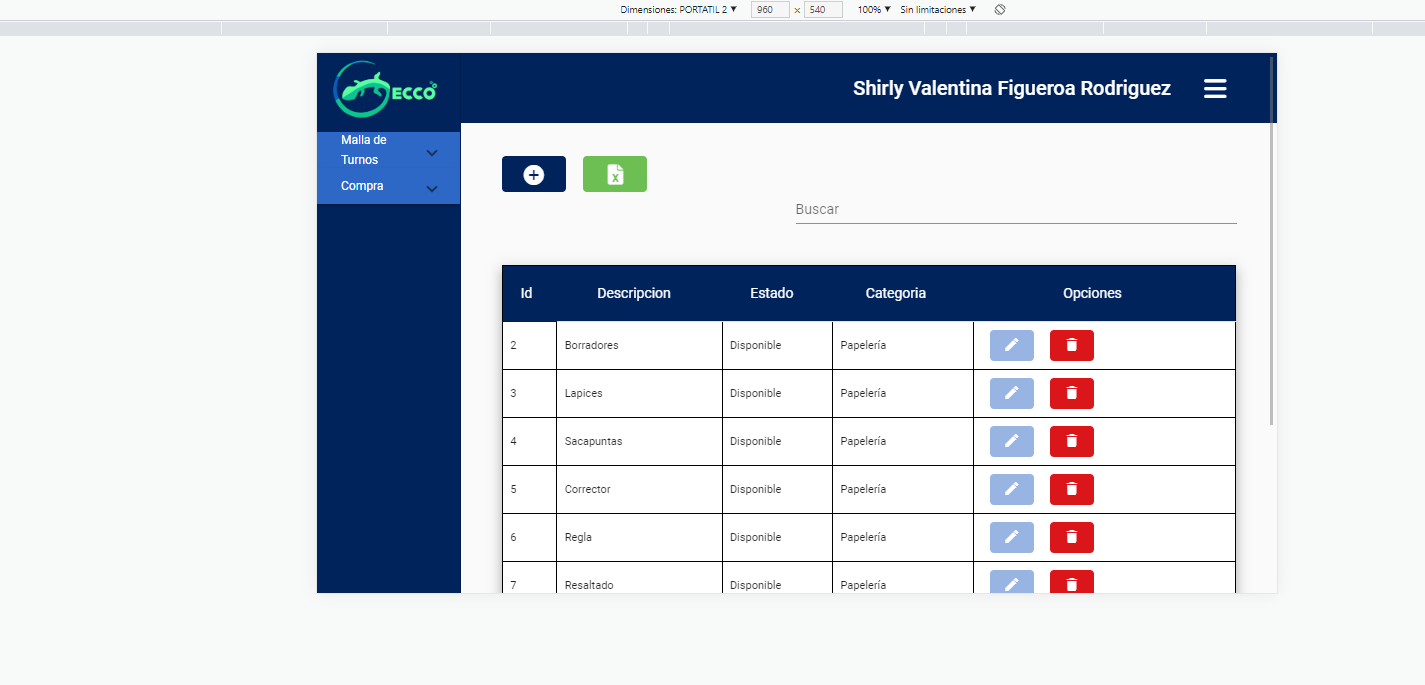 Dimensiones: PORTATIL 2 ▼ 960 x 540 100% ▼ Sin limitaciones ▼
ECCO
Shirly Valentina Figueroa Rodriguez
Malla de
Turnos
Compra
Buscar
Id Descripcion Estado Categoria Opciones
2 Borradores Disponible Papelería
3 Lapices Disponible Papelería
4 Sacapuntas Disponible Papelería
5 Corrector Disponible Papelería
6 Regla Disponible Papelería
7 Resaltado Disponible Papelería